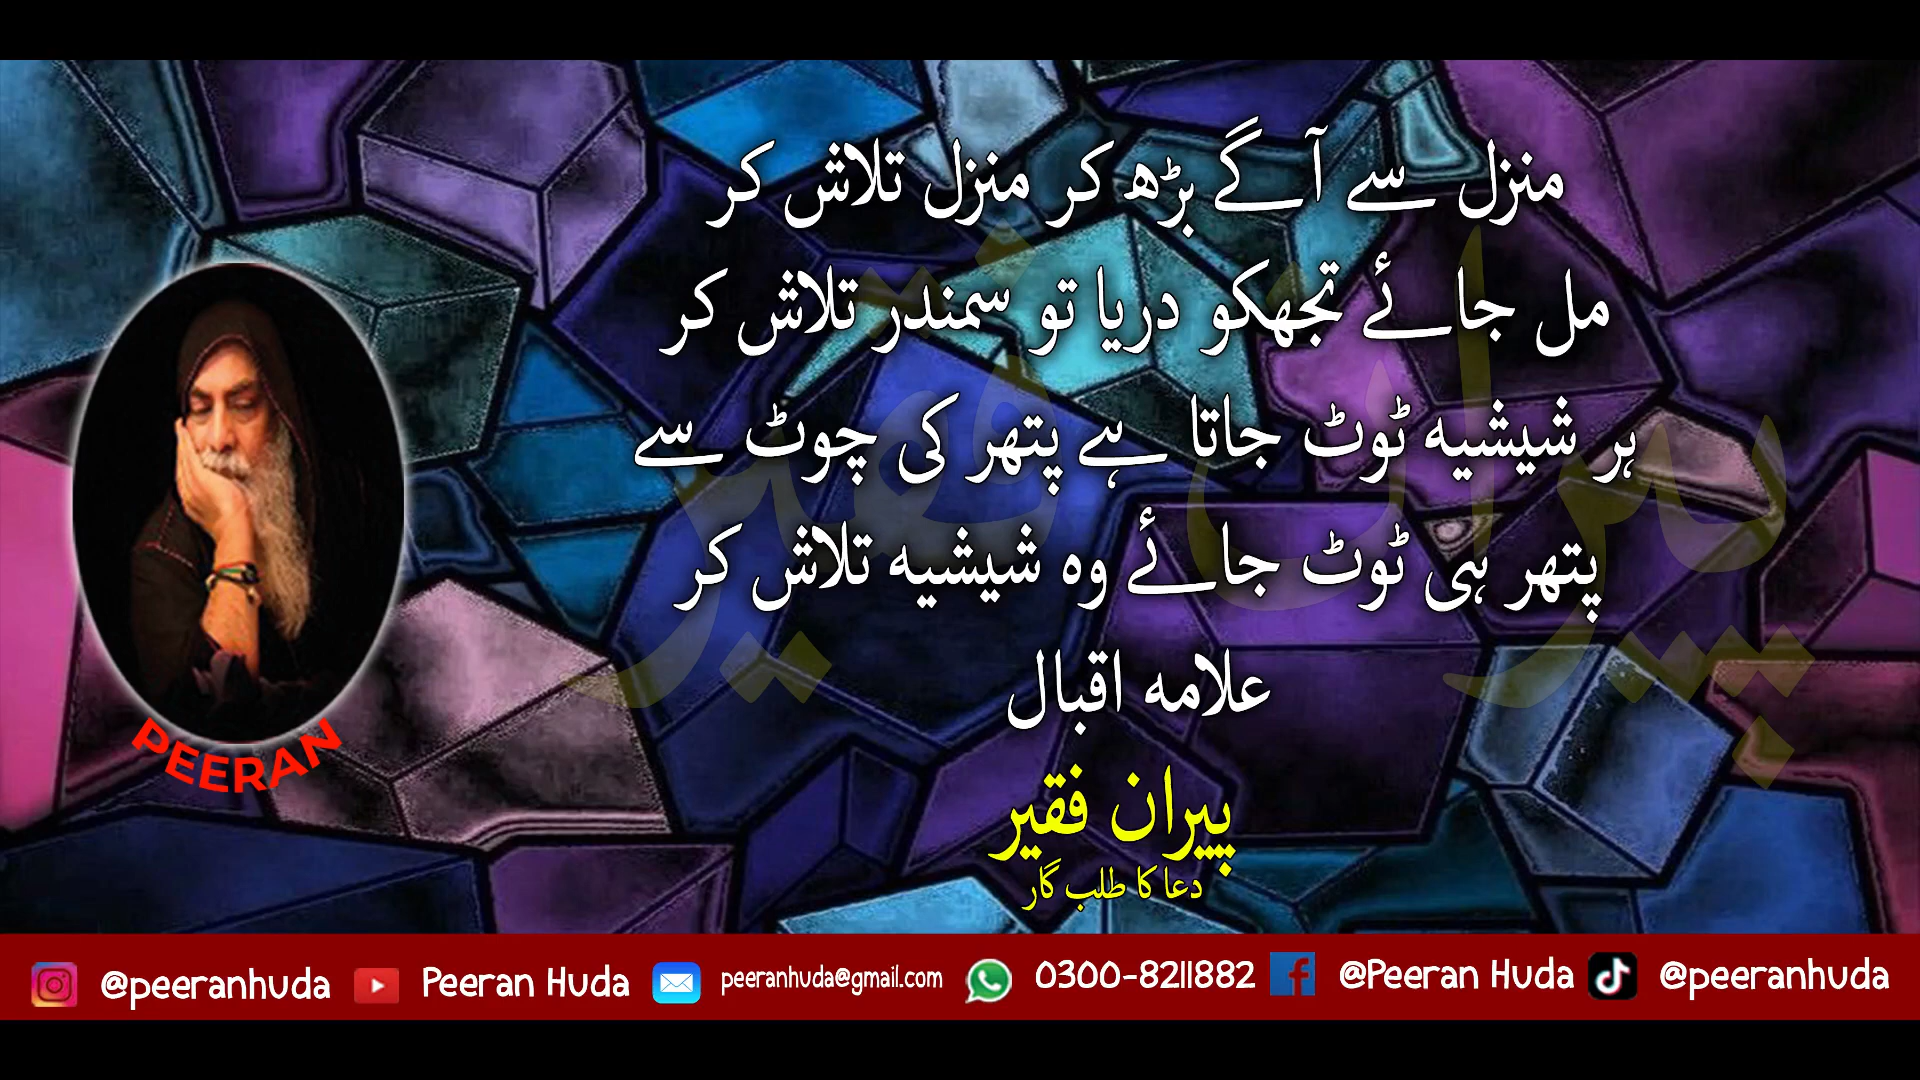 منزل سے آگے بڑھ کر منزل تلاش کر
مل جائے تجھکو دریا تو سمندر تلاش کر
ہر شیشیہ ٹوٹ جاتا ہے پتھر کی چوٹ سے
پتھر ہی ٹوٹ جائے وہ شیشیہ تلاش کر
علامہ اقبال
پیران فقیر
پیران فقیر
دعا کا طلب گار
PEERAN
@peeranhuda Peeran Huda peeranhuda@gmail.com 0300-8211882 @Peeran Huda @peeranhuda